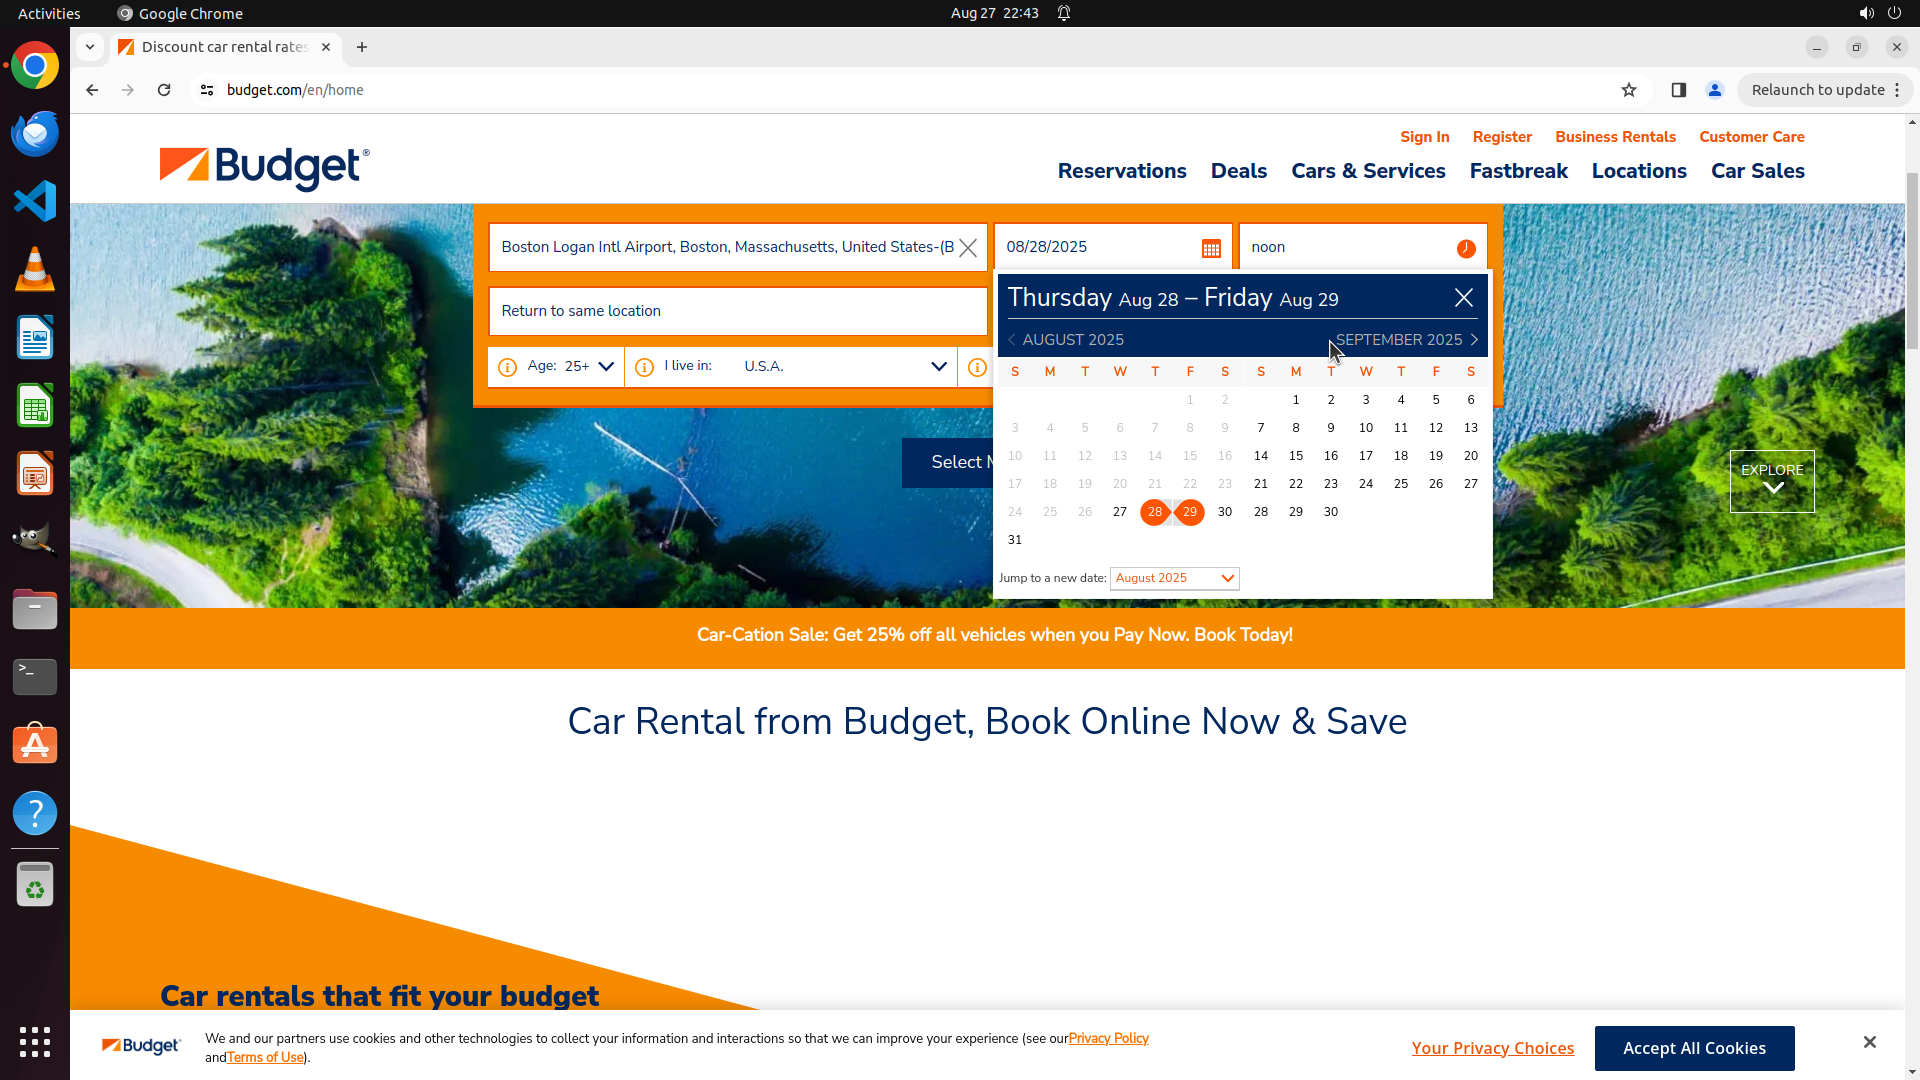 Activities
Google Chrome
Aug 27 22:43
Discount car rental rates
budget.com/en/home
Relaunch to update
Sign In
Register
Business Rentals
Customer Care
Budget®
Reservations
Deals
Cars & Services
Fastbreak
Locations
Car Sales
Boston Logan Intl Airport, Boston, Massachusetts, United States-(B
08/28/2025
noon
Return to same location
Age: 25+
I live in: U.S.A.
Thursday Aug 28 – Friday Aug 29
AUGUST 2025
SEPTEMBER 2025
S M T W T F S S M T W T F S
1 2 1 2 3 4 5 6
3 4 5 6 7 8 9 7 8 9 10 11 12 13
10 11 12 13 14 15 16 14 15 16 17 18 19 20
17 18 19 20 21 22 23 21 22 23 24 25 26 27
24 25 26 27 28 29 30 28 29 30
31
Jump to a new date: August 2025
Select
EXPLORE
Car-Cation Sale: Get 25% off all vehicles when you Pay Now. Book Today!
Car Rental from Budget, Book Online Now & Save
Car rentals that fit your budget
Budget
We and our partners use cookies and other technologies to collect your information and interactions so that we can improve your experience (see our Privacy Policy
and Terms of Use).
Your Privacy Choices
Accept All Cookies